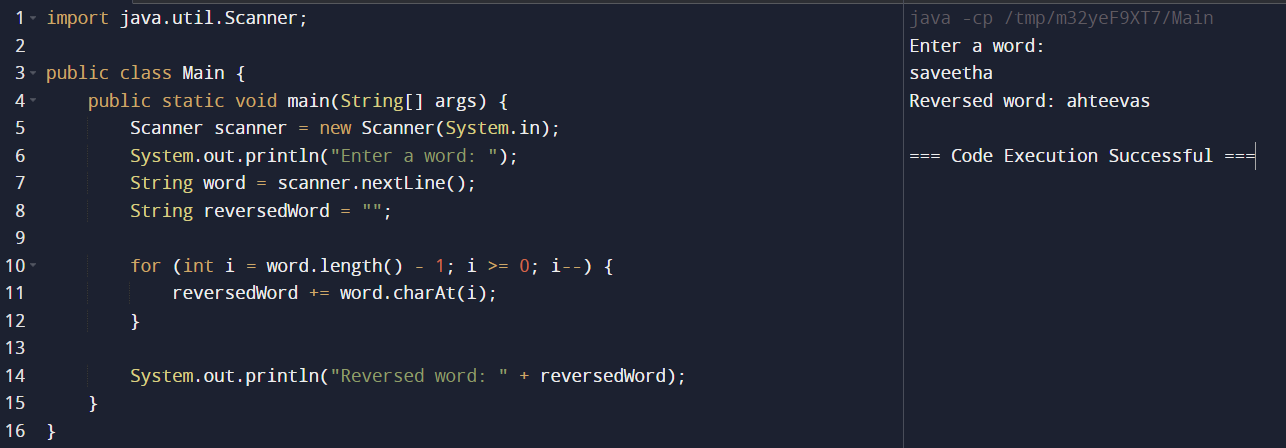 1 import java.util.Scanner;
2
3 public class Main {
4     public static void main(String[] args) {
5         Scanner scanner = new Scanner(System.in);
6         System.out.println("Enter a word: ");
7         String word = scanner.nextLine();
8         String reversedWord = "";
9
10         for (int i = word.length() - 1; i >= 0; i--) {
11             reversedWord += word.charAt(i);
12         }
13
14         System.out.println("Reversed word: " + reversedWord);
15     }
16 }
java -cp /tmp/m32yeF9XT7/Main
Enter a word:
saveetha
Reversed word: ahteevas
=== Code Execution Successful ===